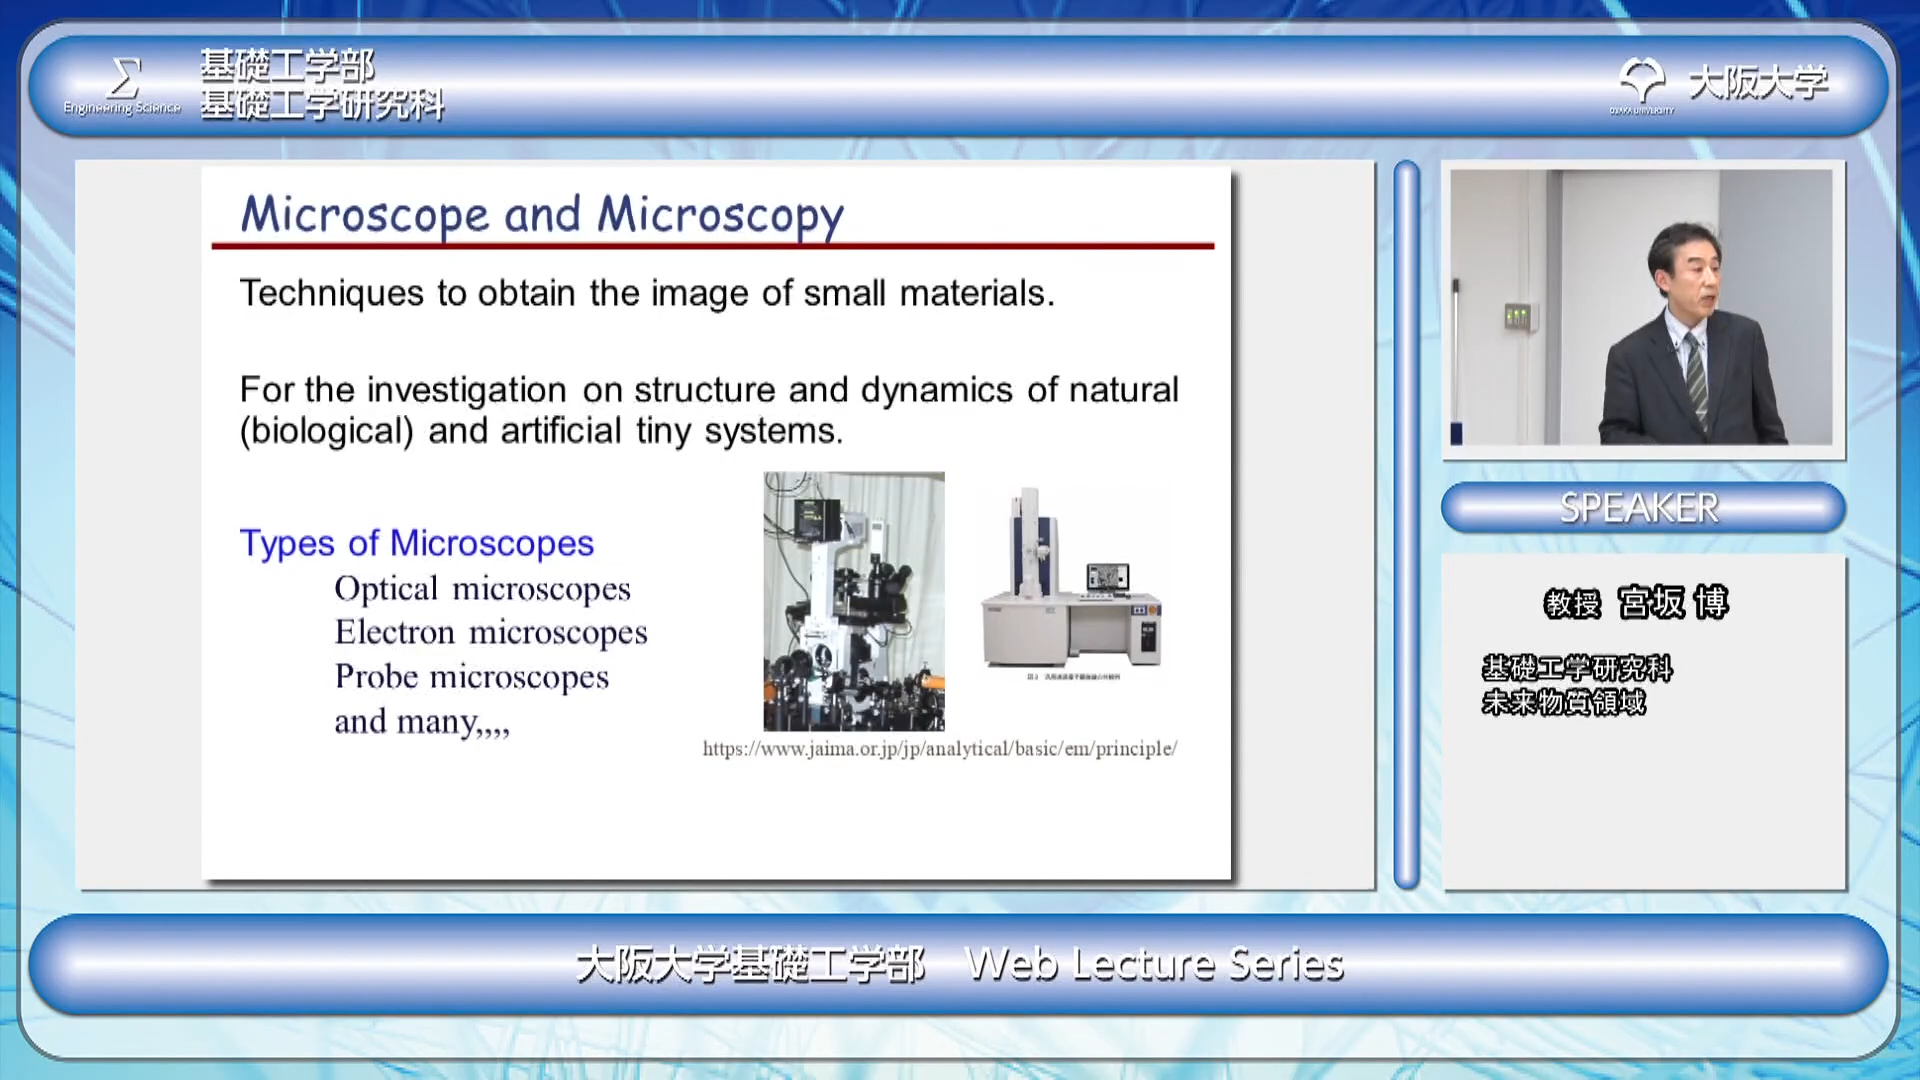 Σ
Engineering Science
基礎工学部
基礎工学研究科
OSAKA UNIVERSITY
大阪大学
Microscope and Microscopy
Techniques to obtain the image of small materials.
For the investigation on structure and dynamics of natural
(biological) and artificial tiny systems.
Types of Microscopes
Optical microscopes
Electron microscopes
Probe microscopes
and many,,,,
https://www.jaima.or.jp/jp/analytical/basic/em/principle/
SPEAKER
教授 宮坂 博
基礎工学研究科
未来物質領域
大阪大学基礎工学部 Web Lecture Series